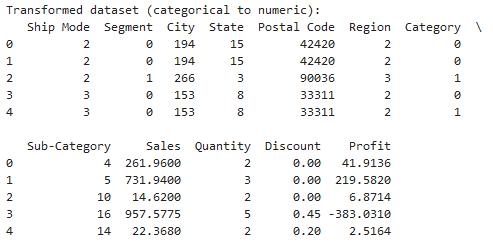 Transformed dataset (categorical to numeric):
   Ship Mode  Segment  City  State  Postal Code  Region  Category  \
0          2        0   194     15        42420       2         0
1          2        0   194     15        42420       2         0
2          2        1   266      3        90036       3         1
3          3        0   153      8        33311       2         0
4          3        0   153      8        33311       2         1
   Sub-Category     Sales  Quantity  Discount    Profit
0             4  261.9600         2      0.00   41.9136
1             5  731.9400         3      0.00  219.5820
2            10   14.6200         2      0.00    6.8714
3            16  957.5775         5      0.45 -383.0310
4            14   22.3680         2      0.20    2.5164